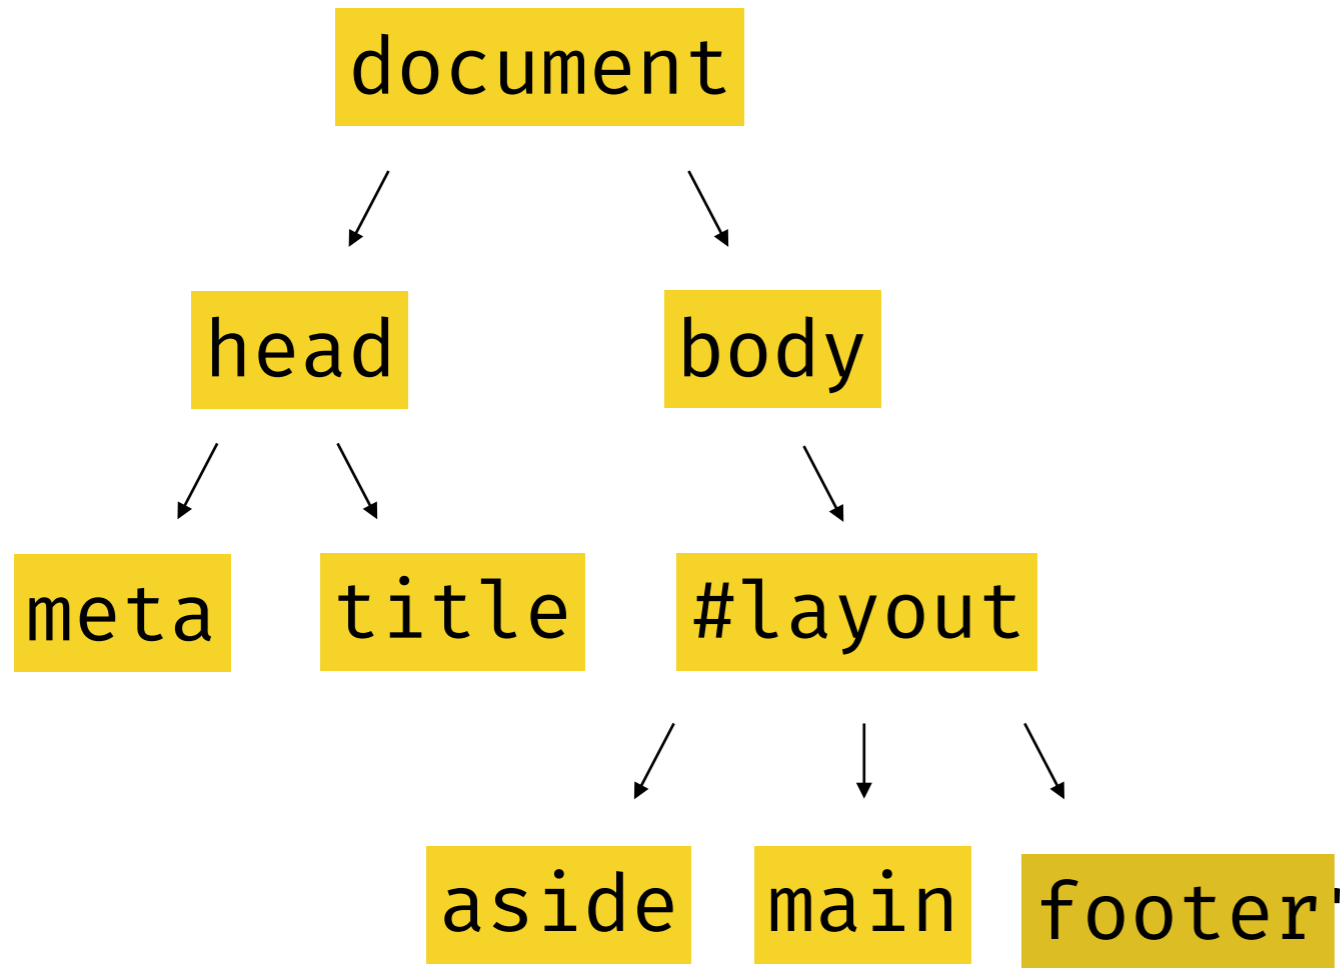 document
head body
meta title #layout
aside main footer